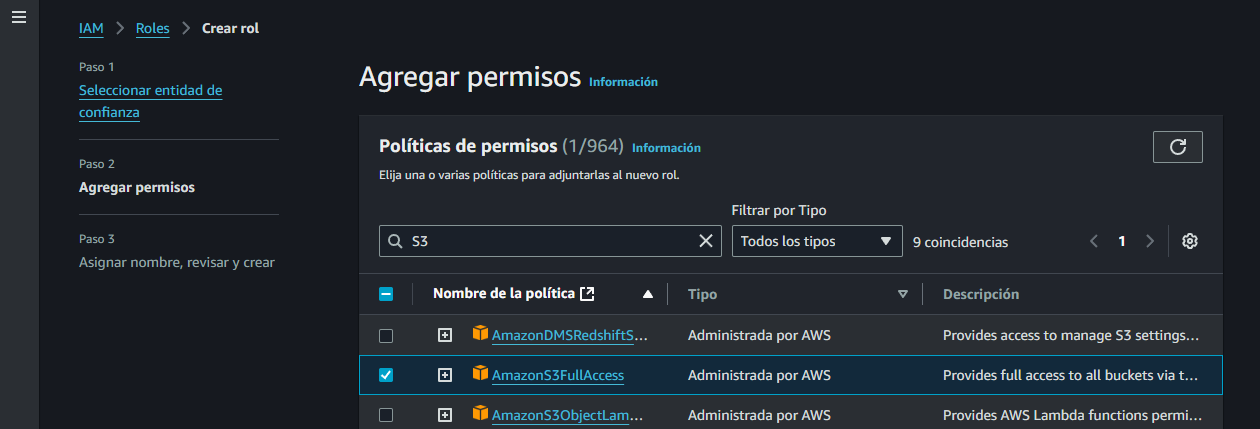 IAM > Roles > Crear rol
Paso 1
Seleccionar entidad de
confianza
Paso 2
Agregar permisos
Paso 3
Asignar nombre, revisar y crear
Agregar permisos Información
Políticas de permisos (1/964) Información
Elija una o varias políticas para adjuntarlas al nuevo rol.
Filtrar por Tipo
S3
Todos los tipos
9 coincidencias
1
Nombre de la política Tipo Descripción
AmazonDMSRedshiftS... Administrada por AWS Provides access to manage S3 settings...
AmazonS3FullAccess Administrada por AWS Provides full access to all buckets via t...
AmazonS3ObjectLam... Administrada por AWS Provides AWS Lambda functions permi...